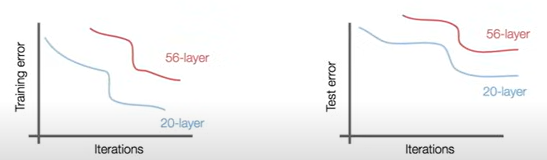 Training error
56-layer
20-layer
Iterations
Test error
56-layer
20-layer
Iterations